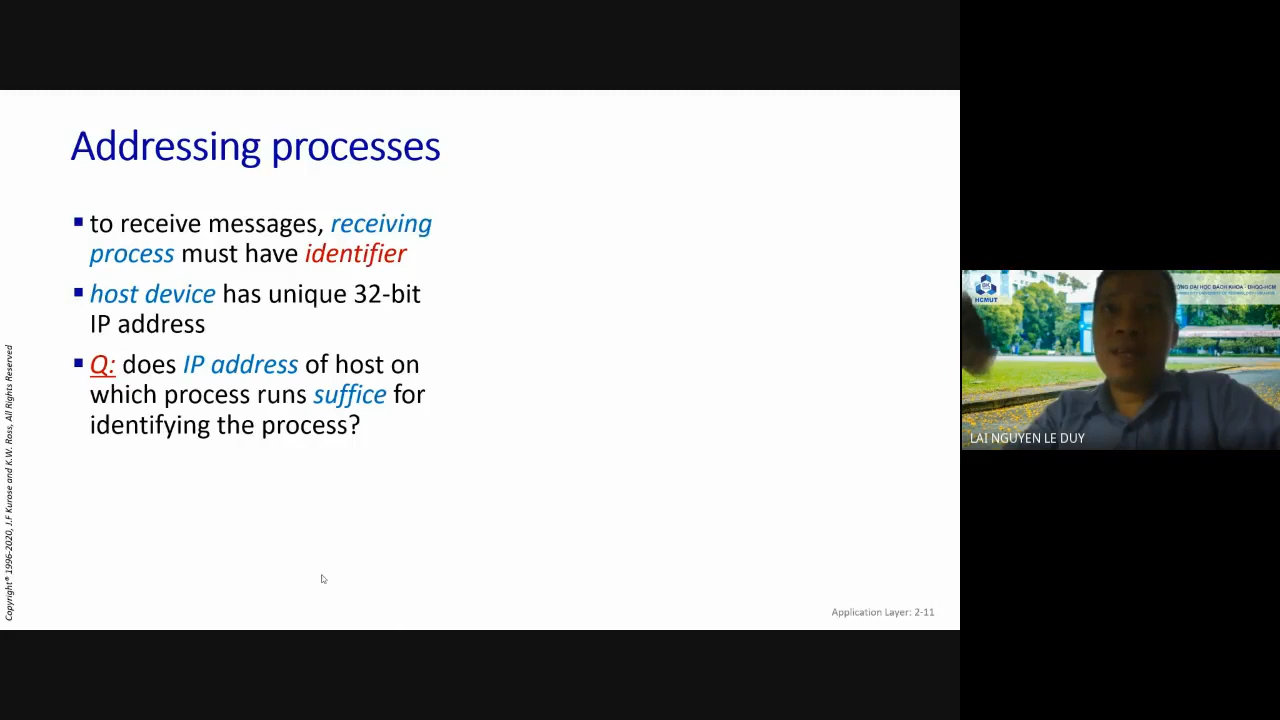 Addressing processes
▪ to receive messages, receiving
process must have identifier
▪ host device has unique 32-bit
IP address
▪ Q: does IP address of host on
which process runs suffice for
identifying the process?
Copyright® 1996-2020, J.F Kurose and K.W. Ross, All Rights Reserved
Application Layer: 2-11
HCMUT
LAI NGUYEN LE DUY